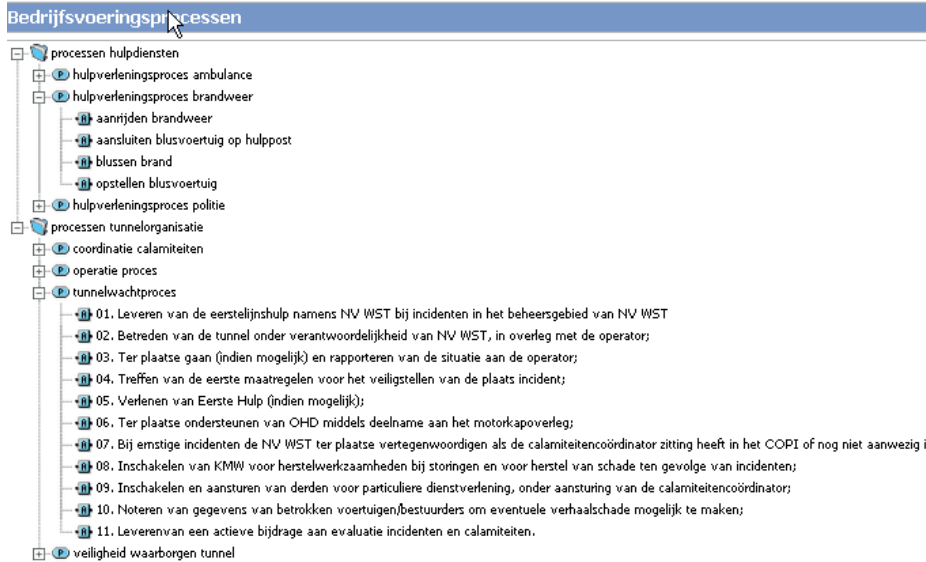 Bedrijfsvoeringsprocessen
processen hulpdiensten
hulpverleningsproces ambulance
hulpverleningsproces brandweer
aanrijden brandweer
aansluiten blusvoertuig op hulppost
blussen brand
opstellen blusvoertuig
hulpverleningsproces politie
processen tunnelorganisatie
coordinatie calamiteiten
operatie proces
tunnelwachtproces
01. Leveren van de eerstelijnshulp namens NV WST bij incidenten in het beheersgebied van NV WST
02. Betreden van de tunnel onder verantwoordelijkheid van NV WST, in overleg met de operator;
03. Ter plaatse gaan (indien mogelijk) en rapporteren van de situatie aan de operator;
04. Treffen van de eerste maatregelen voor het veiligstellen van de plaats incident;
05. Verlenen van Eerste Hulp (indien mogelijk);
06. Ter plaatse ondersteunen van OHD middels deelname aan het motorkapoverleg;
07. Bij ernstige incidenten de NV WST ter plaatse vertegenwoordigen als de calamiteitencoördinator zitting heeft in het COPI of nog niet aanwezig i
08. Inschakelen van KMW voor herstelwerkzaamheden bij storingen en voor herstel van schade ten gevolge van incidenten;
09. Inschakelen en aansturen van derden voor particuliere dienstverlening, onder aansturing van de calamiteitencoördinator;
10. Noteren van gegevens van betrokken voertuigen/bestuurders om eventuele verhaalschade mogelijk te maken;
11. Leverenvan een actieve bijdrage aan evaluatie incidenten en calamiteiten.
veiligheid waarborgen tunnel